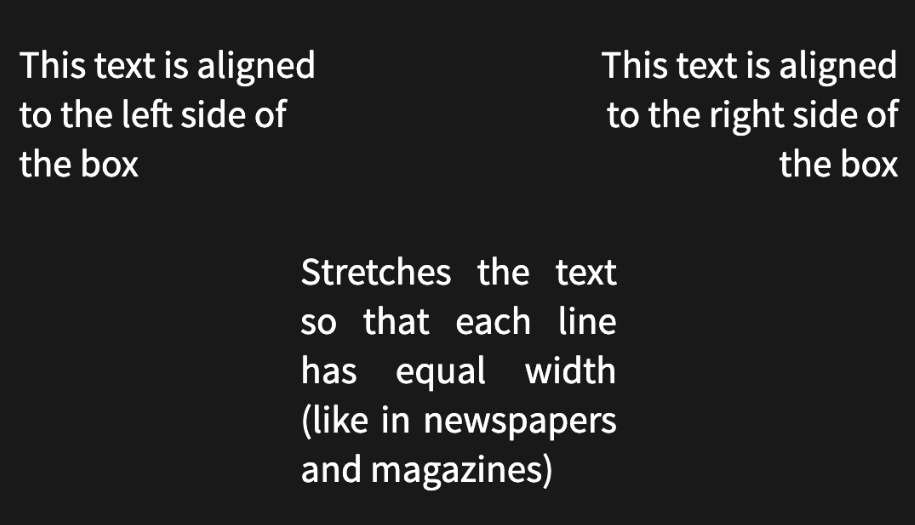 This text is aligned
to the left side of
the box
This text is aligned
to the right side of
the box
Stretches the text
so that each line
has equal width
(like in newspapers
and magazines)